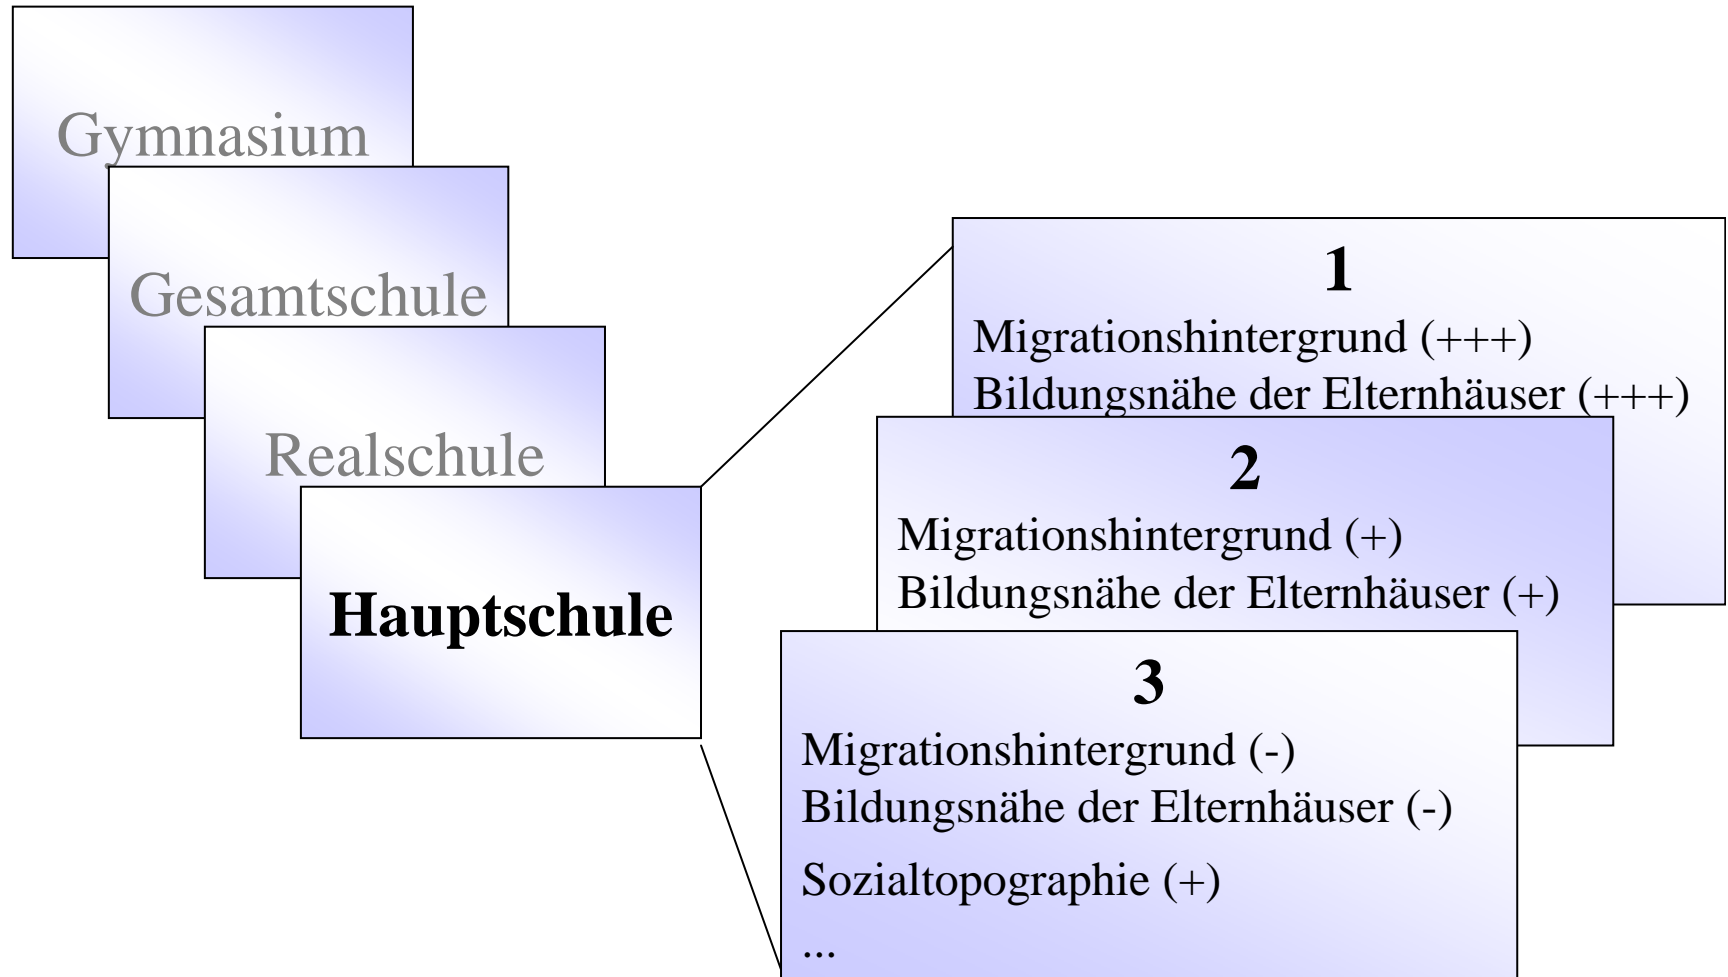 Gymnasium
Gesamtschule
Realschule
Hauptschule
1
Migrationshintergrund (+++)
Bildungsnähe der Elternhäuser (+++)
2
Migrationshintergrund (+)
Bildungsnähe der Elternhäuser (+)
3
Migrationshintergrund (-)
Bildungsnähe der Elternhäuser (-)
Sozialtopographie (+)
...